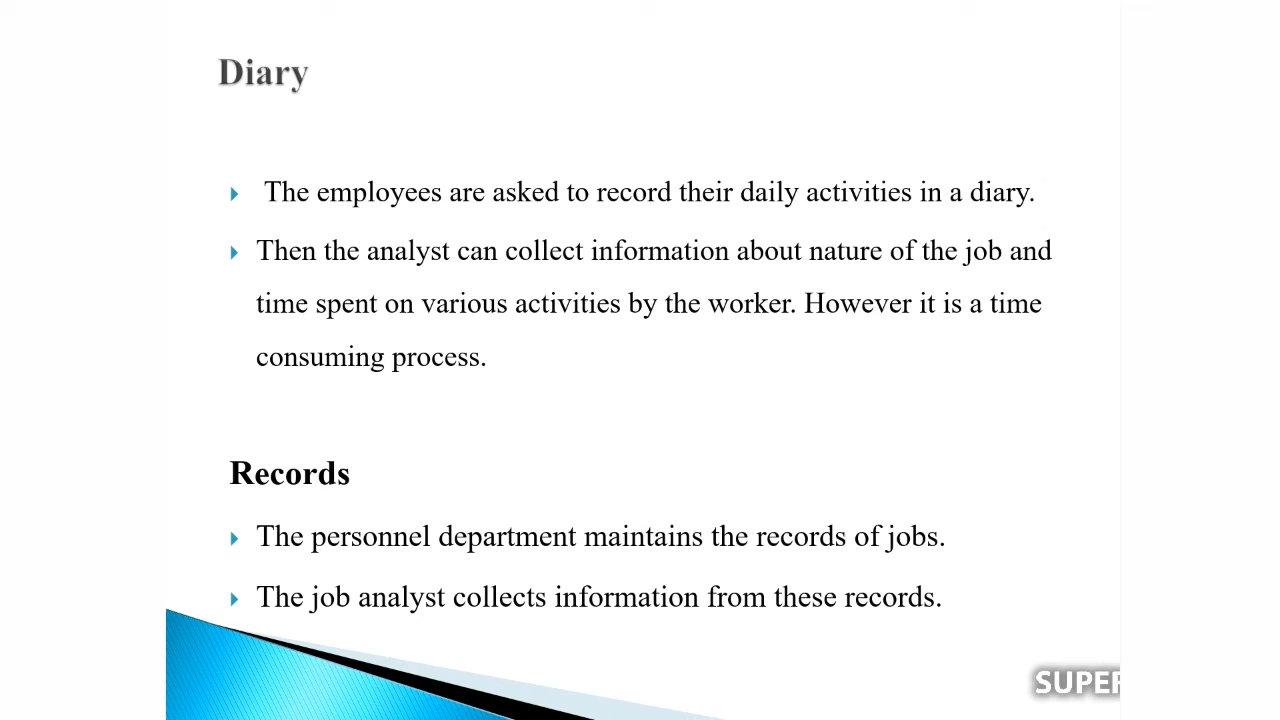 Diary
The employees are asked to record their daily activities in a diary.
Then the analyst can collect information about nature of the job and
time spent on various activities by the worker. However it is a time
consuming process.
Records
The personnel department maintains the records of jobs.
The job analyst collects information from these records.
SUPER